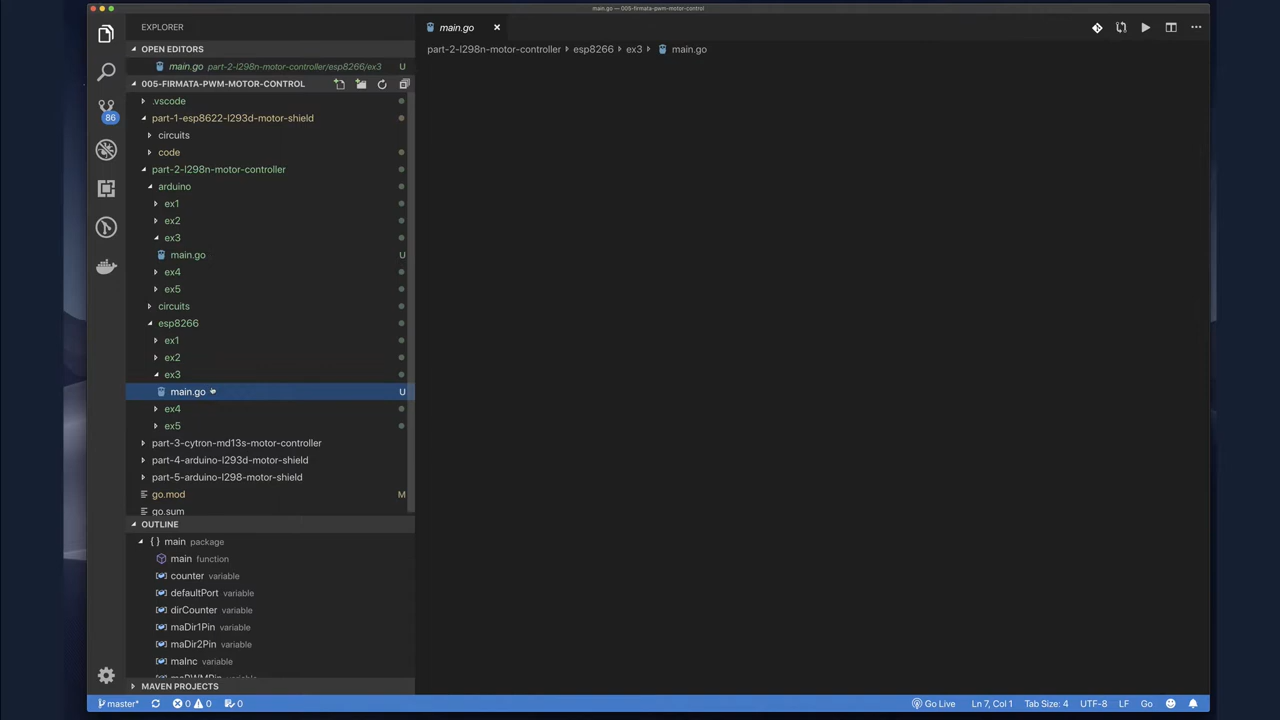 main.go — 005-firmata-pwm-motor-control
EXPLORER
OPEN EDITORS
main.go part-2-l298n-motor-controller/esp8266/ex3 U
005-FIRMATA-PWM-MOTOR-CONTROL
.vscode
86
part-1-esp8622-l293d-motor-shield
circuits
code
part-2-l298n-motor-controller
arduino
ex1
ex2
ex3
main.go U
ex4
ex5
circuits
esp8266
ex1
ex2
ex3
main.go U
ex4
ex5
part-3-cytron-md13s-motor-controller
part-4-arduino-l293d-motor-shield
part-5-arduino-l298-motor-shield
go.mod M
go.sum
OUTLINE
{ } main package
main function
counter variable
defaultPort variable
dirCounter variable
maDir1Pin variable
maDir2Pin variable
maInc variable
maPWMPin variable
MAVEN PROJECTS
main.go
part-2-l298n-motor-controller esp8266 ex3 main.go
master* 0 0 0 Go Live Ln 7, Col 1 Tab Size: 4 UTF-8 LF Go